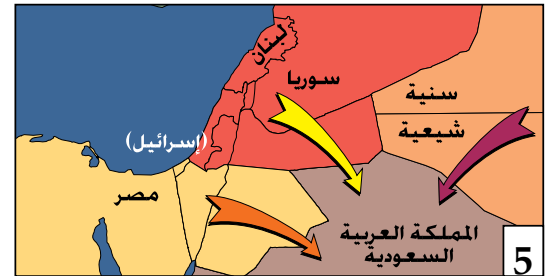 لبنان
سوريا
سنية
شيعية
(إسرائيل)
مصر
المملكة العربية
السعودية
5